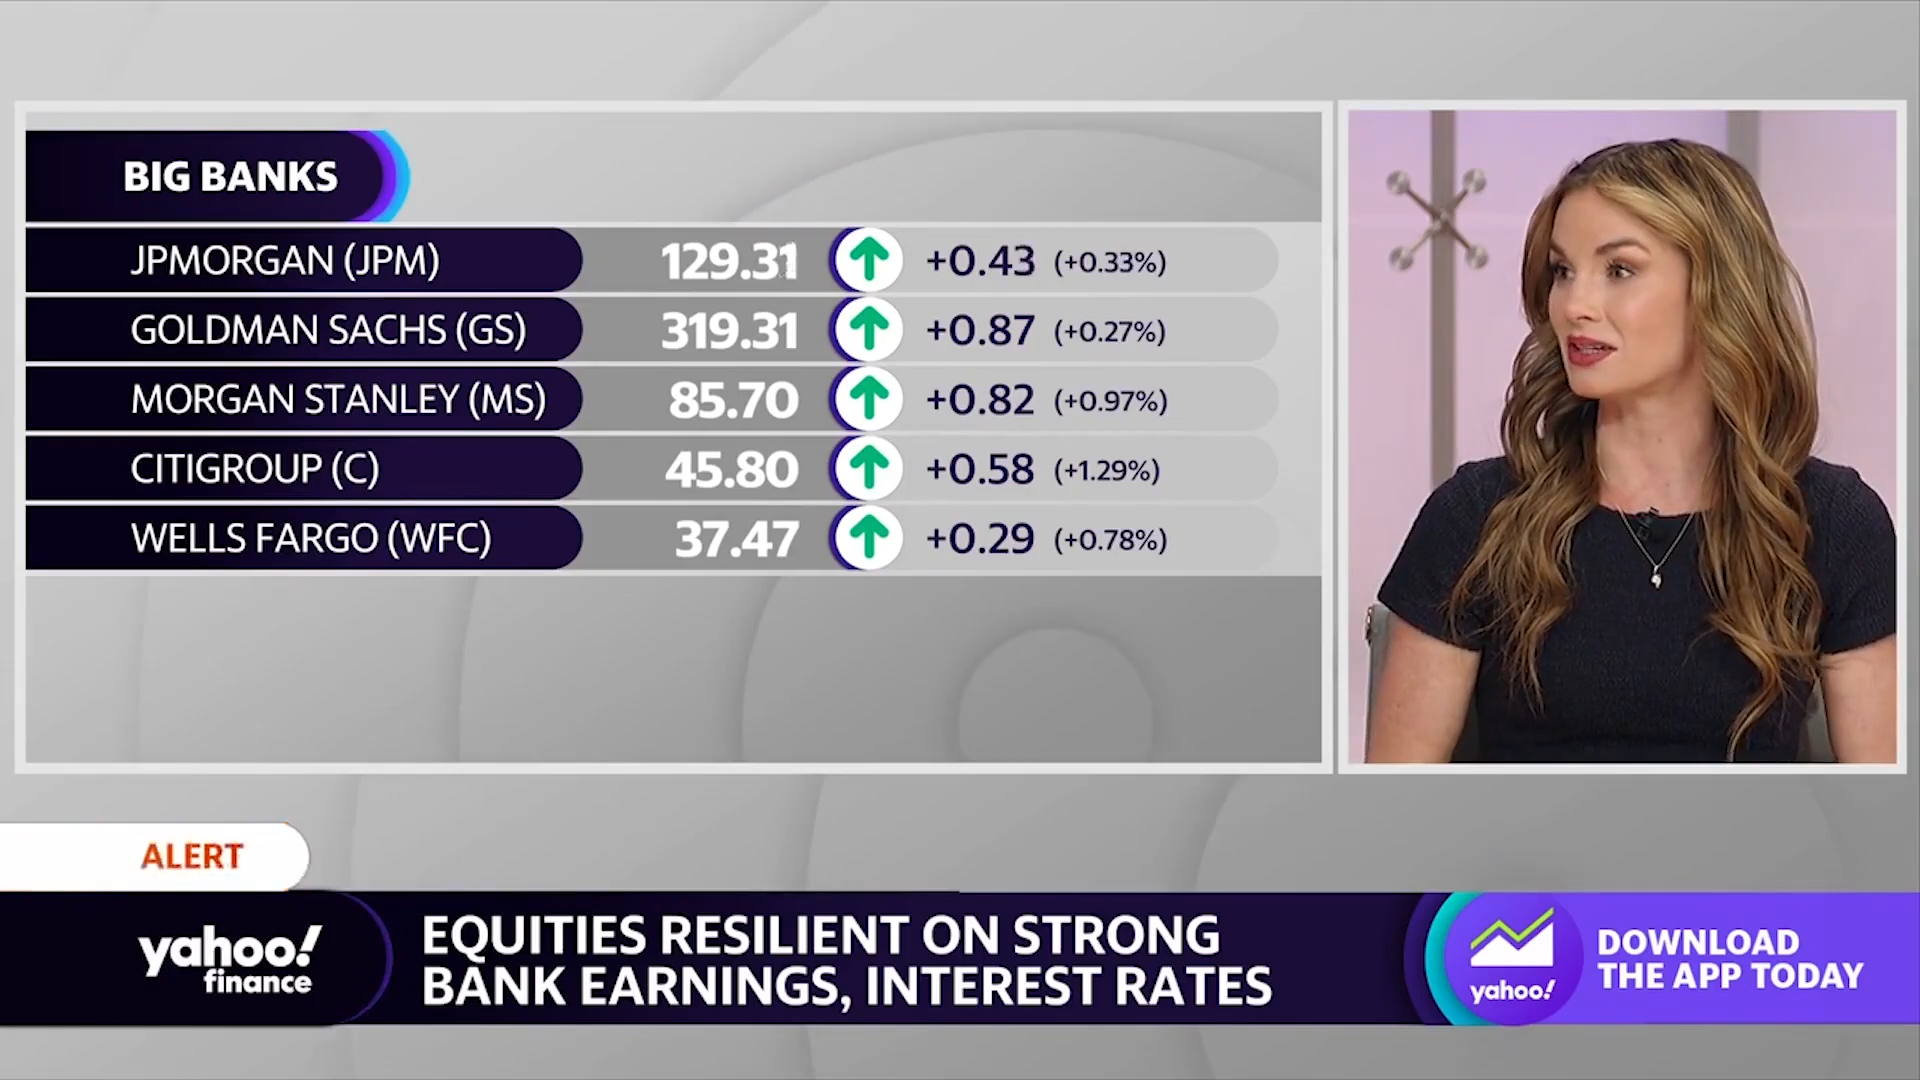 BIG BANKS
JPMORGAN (JPM) 129.31 +0.43 (+0.33%)
GOLDMAN SACHS (GS) 319.31 +0.87 (+0.27%)
MORGAN STANLEY (MS) 85.70 +0.82 (+0.97%)
CITIGROUP (C) 45.80 +0.58 (+1.29%)
WELLS FARGO (WFC) 37.47 +0.29 (+0.78%)
ALERT
yahoo!
finance
EQUITIES RESILIENT ON STRONG
BANK EARNINGS, INTEREST RATES
yahoo!
DOWNLOAD
THE APP TODAY